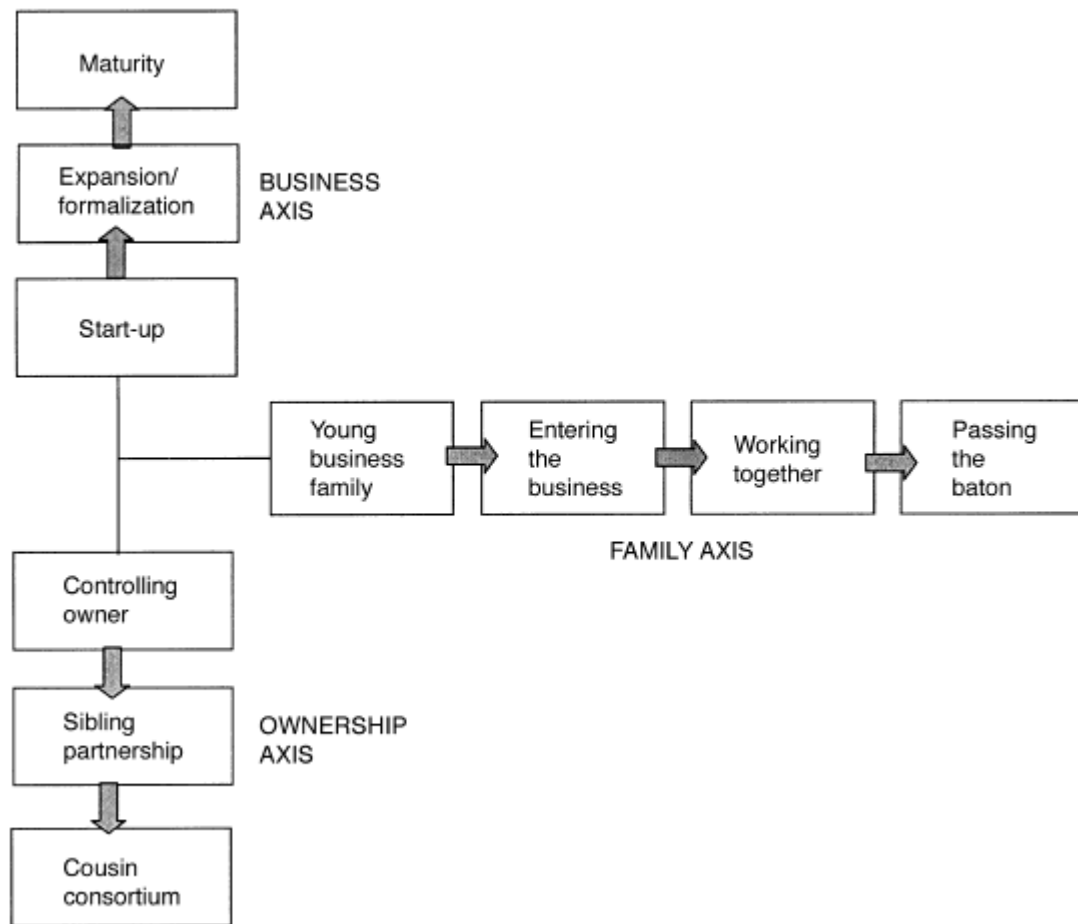 Maturity
Expansion/
formalization
BUSINESS
AXIS
Start-up
Young
business
family
Entering
the
business
Working
together
Passing
the
baton
FAMILY AXIS
Controlling
owner
Sibling
partnership
OWNERSHIP
AXIS
Cousin
consortium